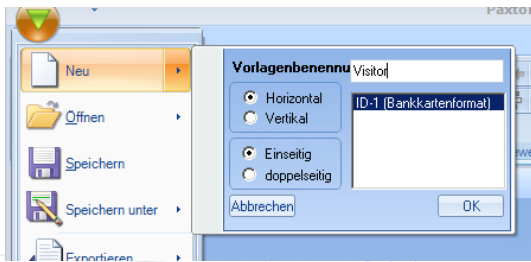 Paxto
Neu
Öffnen
Speichern
Speichern unter
Exportieren
Vorlagenbenennu Visitor
Horizontal
Vertikal
ID-1 (Bankkartenformat)
Einseitig
doppelseitig
Abbrechen
OK